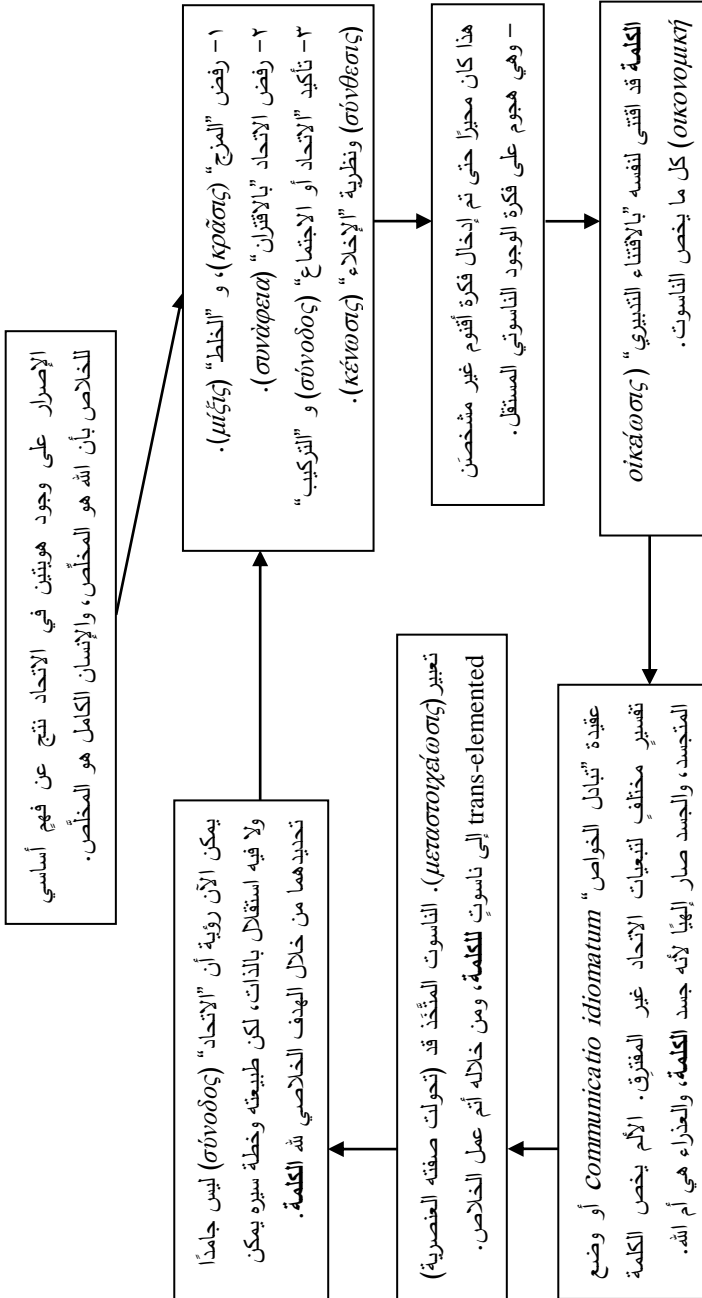 الإصرار على وجود هويتين في الاتحاد نتج عن فهمٍ أساسي
للخلاص بأن الله هو المخلِّص، والإنسان الكامل هو المخلَّص.
١- رفض "المزج" (κρᾶσις)، و "الخلط" (μίξις).
٢- رفض الاتحاد "بالاقتران" (συνάφεια).
٣- تأكيد "الاتحاد أو الاجتماع" (σύνοδος) و "التركيب"
(σύνθεσις) ونظرية "الإخلاء" (κένωσις).
هذا كان محيرًا حتى تم إدخال فكرة أقنوم غير مشخصَن
– وهي هجوم على فكرة الوجود الناسوتي المستقل.
الكلمة قد اقتنى لنفسه "بالاقتناء التدبيري" (οἰκείωσις
οικονομική) كل ما يخص الناسوت.
عقيدة "تبادل الخواص" Communicatio idiomatum أو وضع
تفسيرٍ مختلفٍ لتبعيات الاتحاد غير المفترِق. الألم يخص الكلمة
المتجسد، والجسد صار إلهيًا لأنه جسد الكلمة، والعذراء هي أم الله.
تعبير (μεταστοιχείωσις). الناسوت المتَّخَذ قد (تحولت صفته العنصرية)
trans-elemented إلى ناسوتٍ للكلمة، ومن خلاله أتم عمل الخلاص.
يمكن الآن رؤية أن "الاتحاد" (σύνοδος) ليس جامدًا
ولا فيه استقلال بالذات، لكن طبيعته وخطة سيره يمكن
تحديدهما من خلال الهدف الخلاصي لله الكلمة.